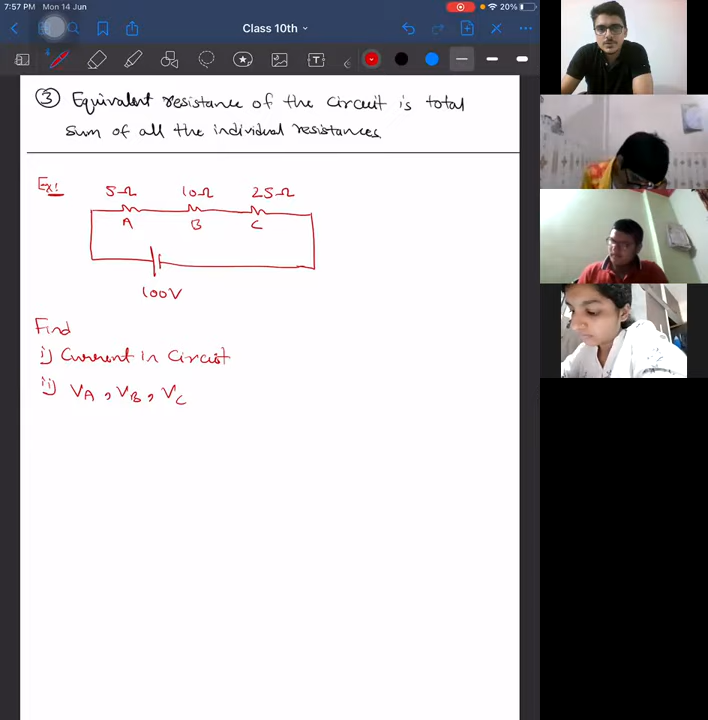 7:57 PM Mon 14 Jun
20%
Class 10th
③ Equivalent resistance of the circuit is total
sum of all the individual resistances
Ex:
5Ω 10Ω 25Ω
A B C
100V
Find
i) Current in Circuit
ii) VA , VB , VC